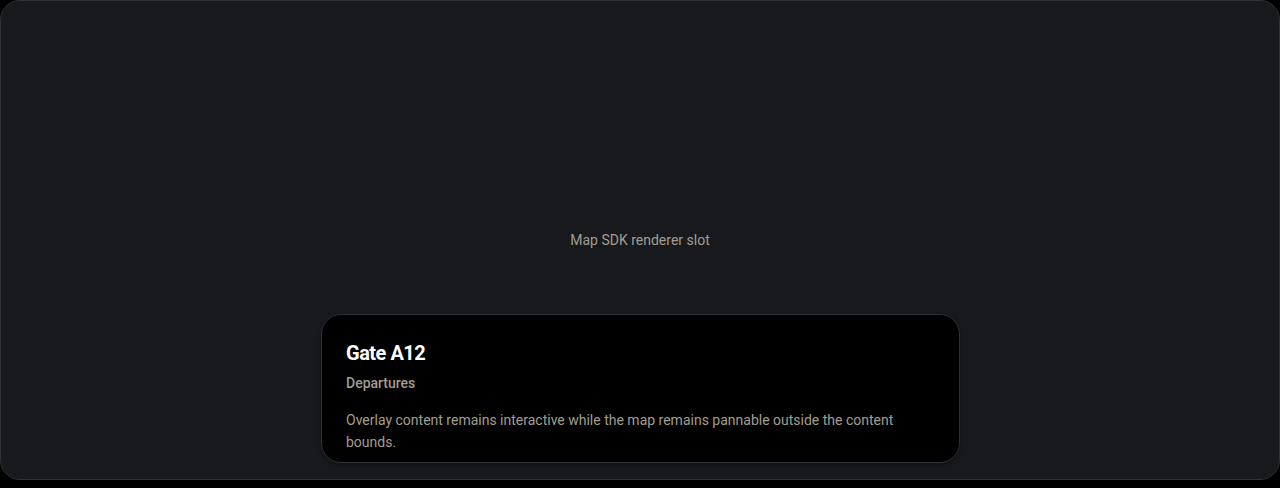 Map SDK renderer slot
Gate A12
Departures
Overlay content remains interactive while the map remains pannable outside the content
bounds.